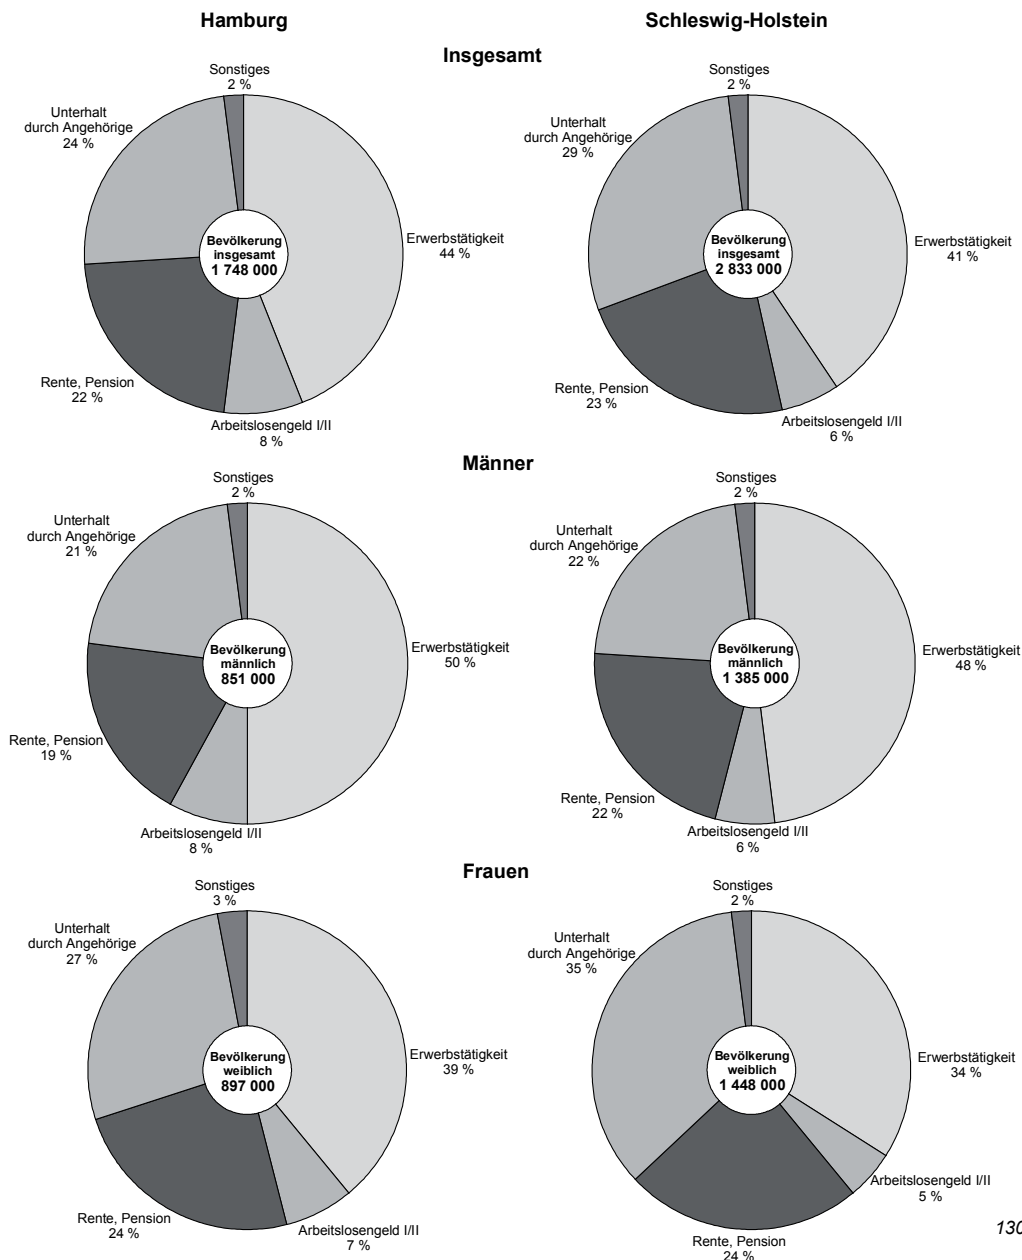 Hamburg
Schleswig-Holstein
Insgesamt
Sonstiges
2 %
Unterhalt
durch Angehörige
24 %
Erwerbstätigkeit
44 %
Bevölkerung
insgesamt
1 748 000
Rente, Pension
22 %
Arbeitslosengeld I/II
8 %
Sonstiges
2 %
Unterhalt
durch Angehörige
29 %
Erwerbstätigkeit
41 %
Bevölkerung
insgesamt
2 833 000
Rente, Pension
23 %
Arbeitslosengeld I/II
6 %
Männer
Sonstiges
2 %
Unterhalt
durch Angehörige
21 %
Erwerbstätigkeit
50 %
Bevölkerung
männlich
851 000
Rente, Pension
19 %
Arbeitslosengeld I/II
8 %
Sonstiges
2 %
Unterhalt
durch Angehörige
22 %
Erwerbstätigkeit
48 %
Bevölkerung
männlich
1 385 000
Rente, Pension
22 %
Arbeitslosengeld I/II
6 %
Frauen
Sonstiges
3 %
Unterhalt
durch Angehörige
27 %
Erwerbstätigkeit
39 %
Bevölkerung
weiblich
897 000
Rente, Pension
24 %
Arbeitslosengeld I/II
7 %
Sonstiges
2 %
Unterhalt
durch Angehörige
35 %
Erwerbstätigkeit
34 %
Bevölkerung
weiblich
1 448 000
Arbeitslosengeld I/II
5 %
Rente, Pension
24 %
130